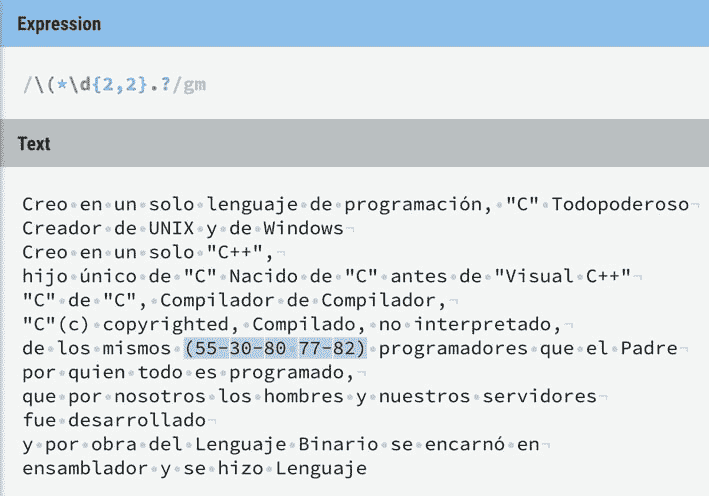 Expression
/\(*\d{2,2}.?/gm
Text
Creo en un solo lenguaje de programación, "C" Todopoderoso
Creador de UNIX y de Windows
Creo en un solo "C++",
hijo único de "C" Nacido de "C" antes de "Visual C++"
"C" de "C", Compilador de Compilador,
"C"(c) copyrighted, Compilado, no interpretado,
de los mismos (55-30-80 77-82) programadores que el Padre
por quien todo es programado,
que por nosotros los hombres y nuestros servidores
fue desarrollado
y por obra del Lenguaje Binario se encarnó en
ensamblador y se hizo Lenguaje